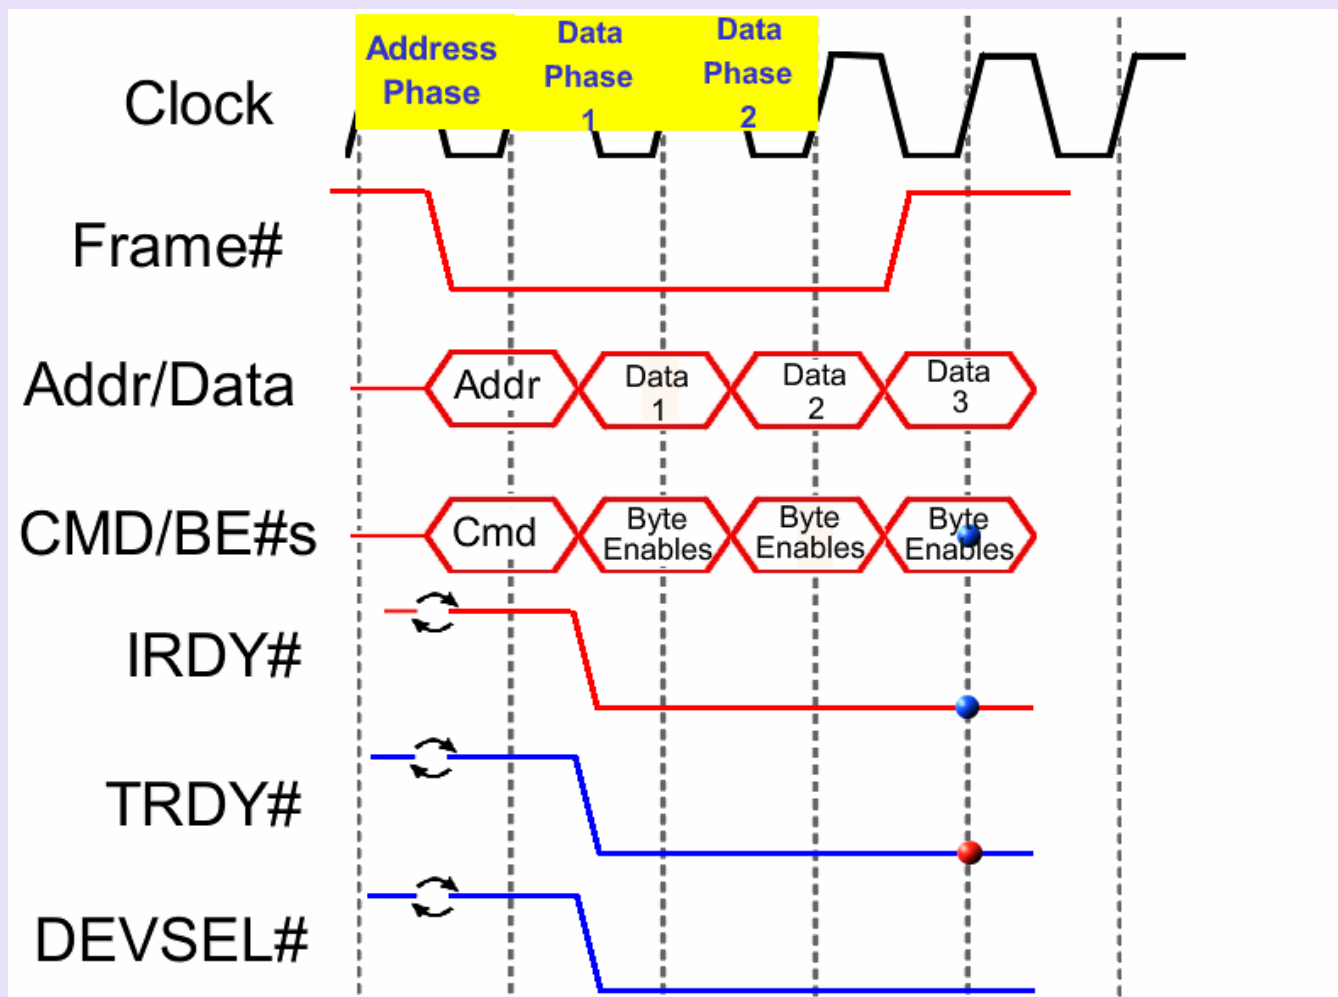 Address
Phase
Data
Phase
1
Data
Phase
2
Clock
Frame#
Addr/Data
Addr
Data
1
Data
2
Data
3
CMD/BE#s
Cmd
Byte
Enables
Byte
Enables
Byte
Enables
IRDY#
TRDY#
DEVSEL#